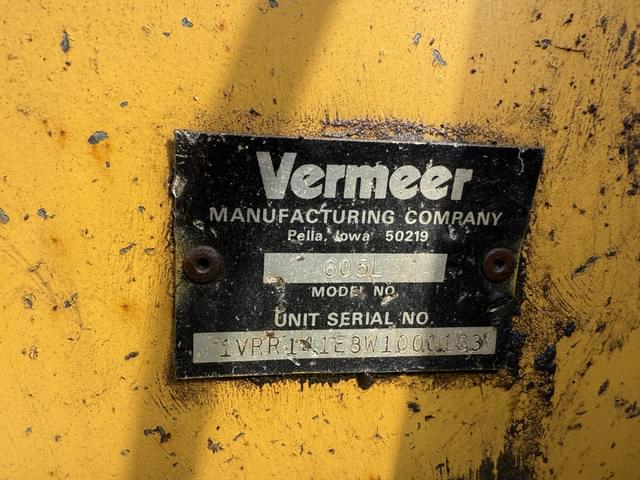 Vermeer
MANUFACTURING COMPANY
Pella, Iowa 50219
605L
MODEL NO.
UNIT SERIAL NO.